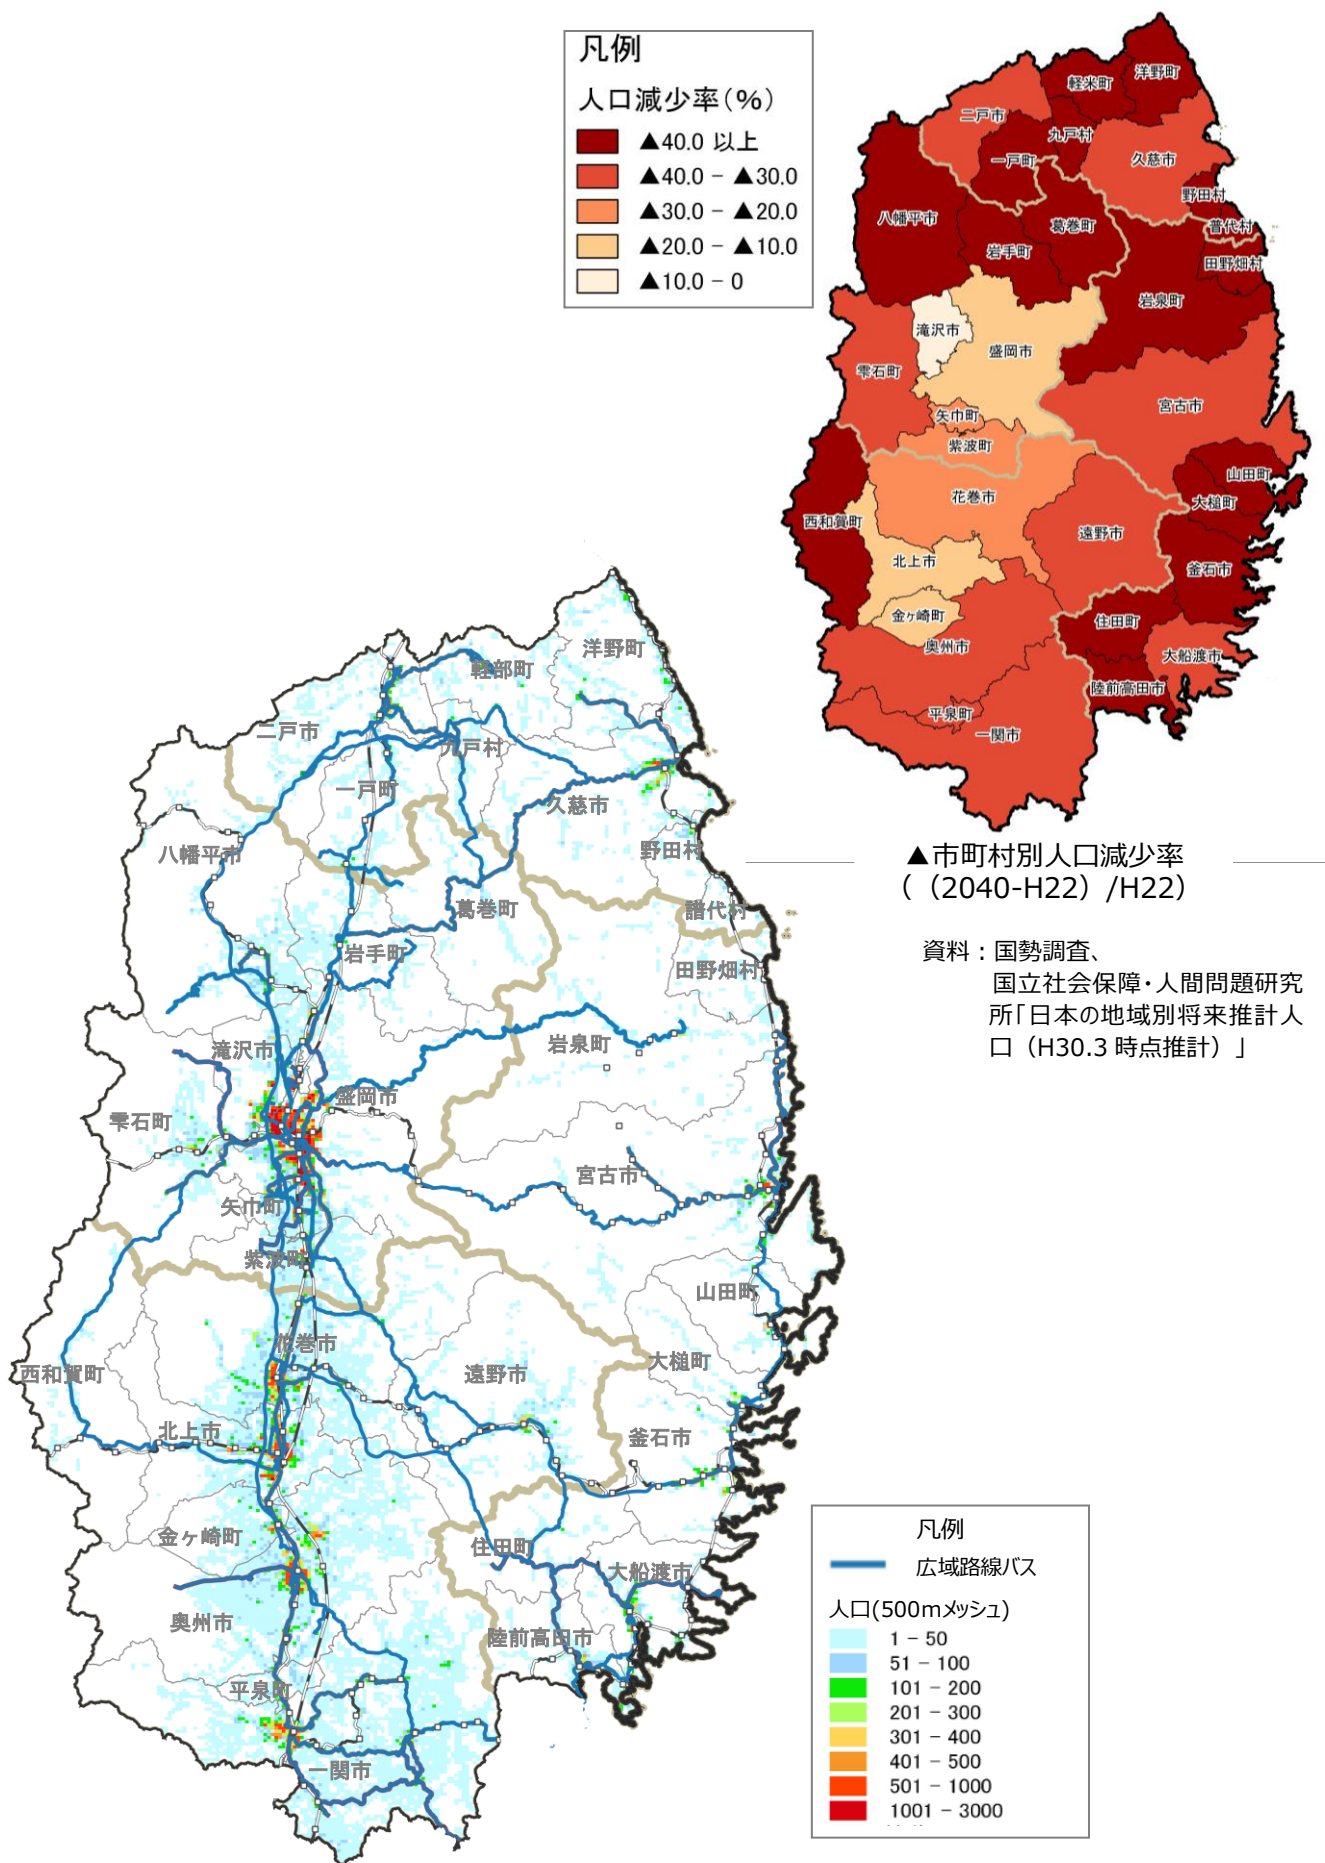 凡例
人口減少率(%)
▲40.0 以上
▲40.0 − ▲30.0
▲30.0 − ▲20.0
▲20.0 − ▲10.0
▲10.0 − 0
洋野町
軽米町
二戸市
九戸村
一戸町
久慈市
野田村
八幡平市
葛巻町
普代村
岩手町
田野畑村
岩泉町
滝沢市
盛岡市
雫石町
宮古市
矢巾町
紫波町
山田町
花巻市
大槌町
西和賀町
遠野市
北上市
釜石市
金ヶ崎町
住田町
奥州市
大船渡市
陸前高田市
平泉町
一関市
▲市町村別人口減少率
（（2040-H22）/H22）
資料：国勢調査、
国立社会保障・人間問題研究
所「日本の地域別将来推計人
口（H30.3 時点推計）」
洋野町
軽部町
二戸市
九戸村
一戸町
久慈市
八幡平市
野田村
葛巻町
譜代村
岩手町
田野畑村
滝沢市
岩泉町
盛岡市
雫石町
宮古市
矢巾町
紫波町
山田町
花巻市
大槌町
西和賀町
遠野市
北上市
釜石市
金ヶ崎町
住田町
大船渡市
奥州市
陸前高田市
平泉町
一関市
凡例
広域路線バス
人口(500mメッシュ)
1 − 50
51 − 100
101 − 200
201 − 300
301 − 400
401 − 500
501 − 1000
1001 − 3000